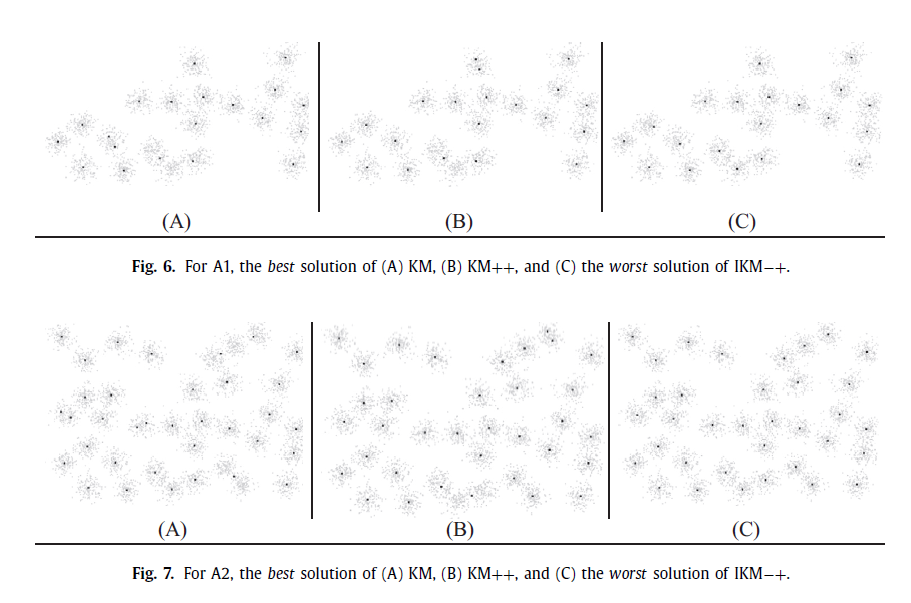 (A) (B) (C)
Fig. 6. For A1, the best solution of (A) KM, (B) KM++, and (C) the worst solution of IKM−+.
(A) (B) (C)
Fig. 7. For A2, the best solution of (A) KM, (B) KM++, and (C) the worst solution of IKM−+.